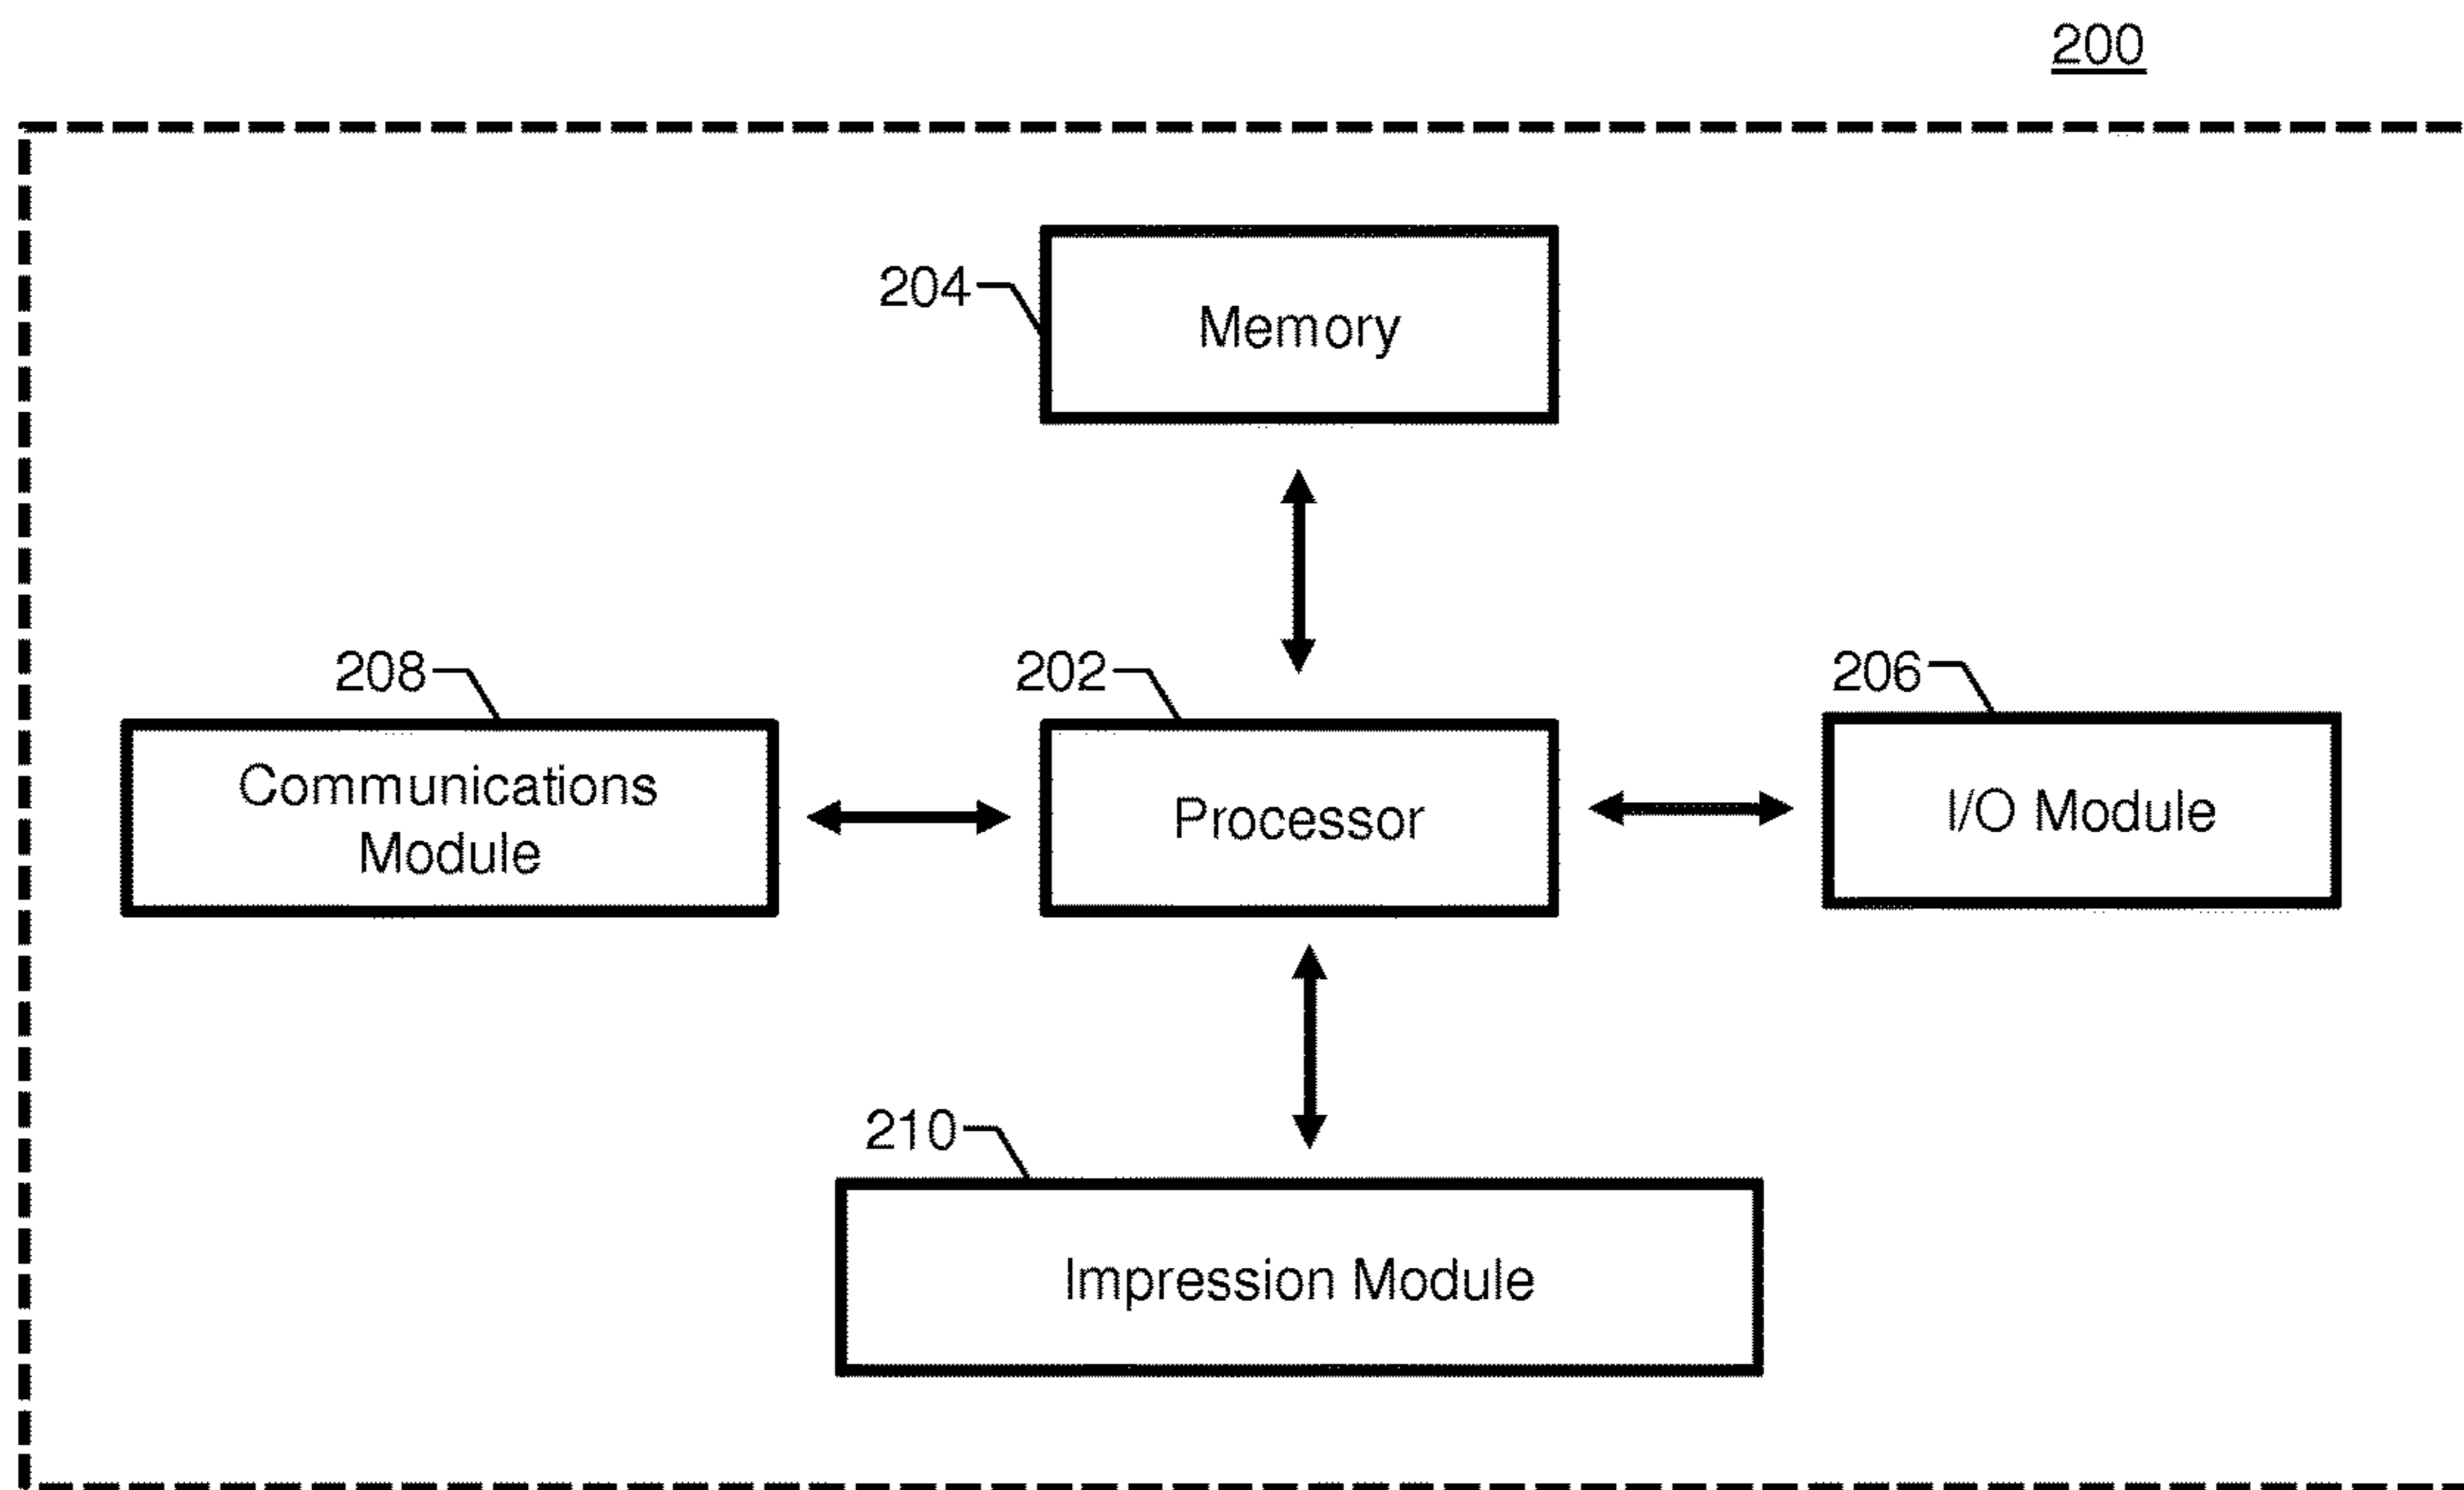 200
204
Memory
208
202
206
Communications
Module
Processor
I/O Module
210
Impression Module